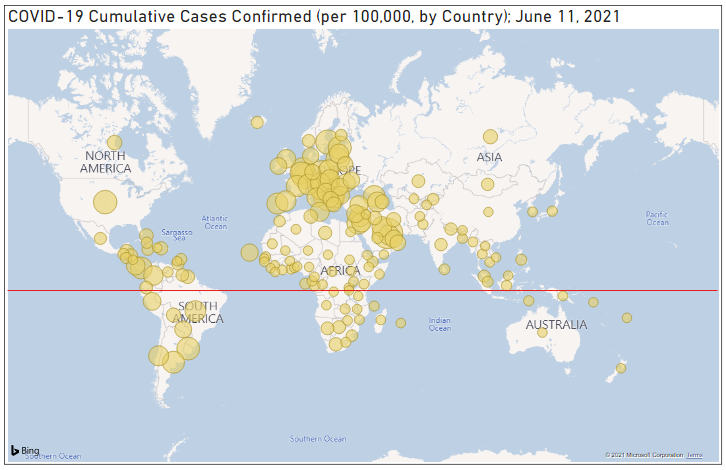 COVID-19 Cumulative Cases Confirmed (per 100,000, by Country); June 11, 2021
NORTH
AMERICA
ASIA
OPE
Atlantic
Ocean
Sargasso
Sea
Pacific
Ocean
AFRICA
SOUTH
AMERICA
Indian
Ocean
AUSTRALIA
Southern Ocean
Bing
Southern Ocean
© 2021 Microsoft Corporation Terms